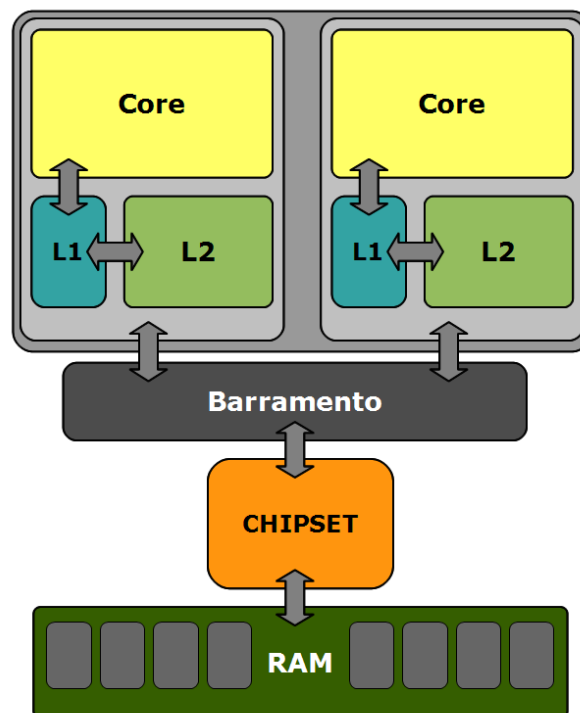 Core
Core
L1
L2
L1
L2
Barramento
CHIPSET
RAM